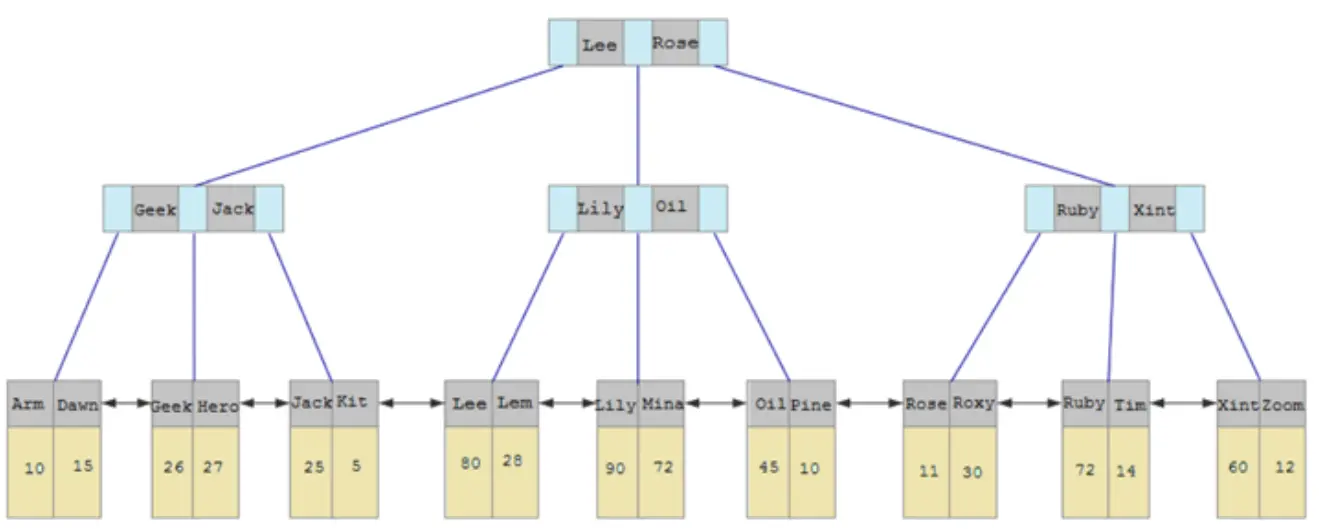 Lee Rose
Geek Jack Lily Oil Ruby Xint
Arm Dawn Geek Hero Jack Kit Lee Lem Lily Mina Oil Pine Rose Roxy Ruby Tim Xint Zoom
10 15 26 27 25 5 80 28 90 72 45 10 11 30 72 14 60 12